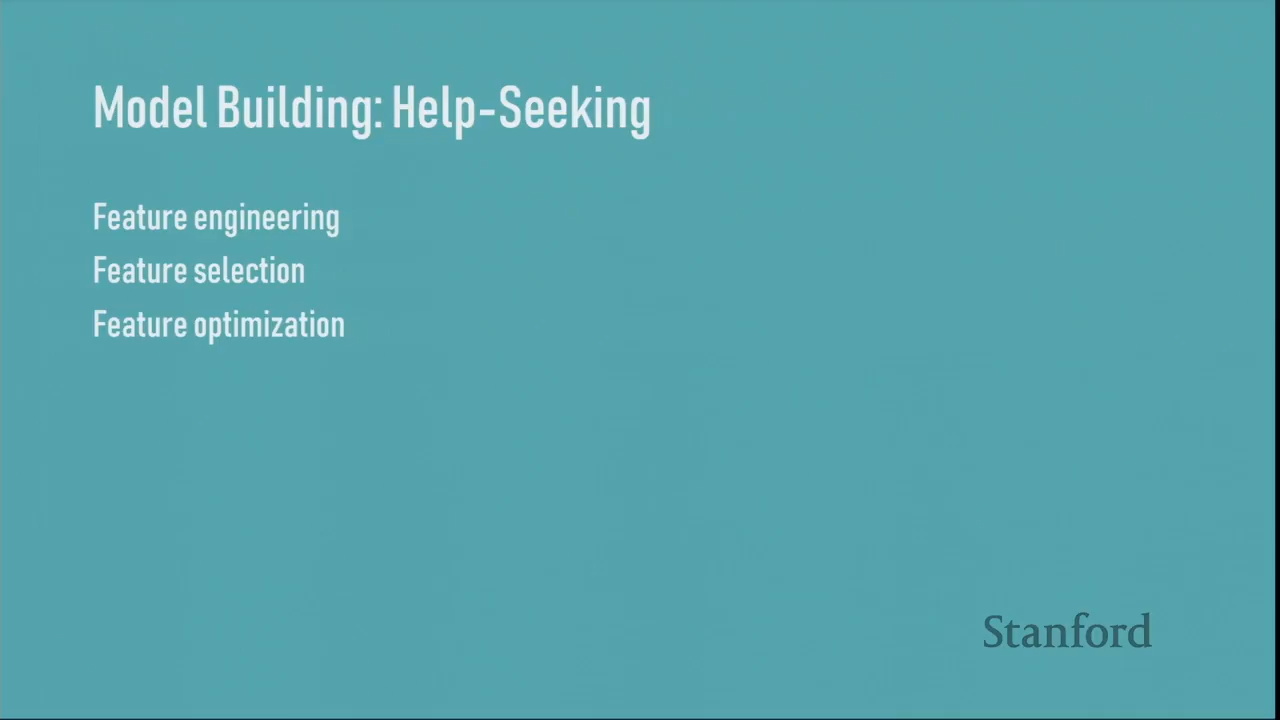 Model Building: Help-Seeking
Feature engineering
Feature selection
Feature optimization
Stanford